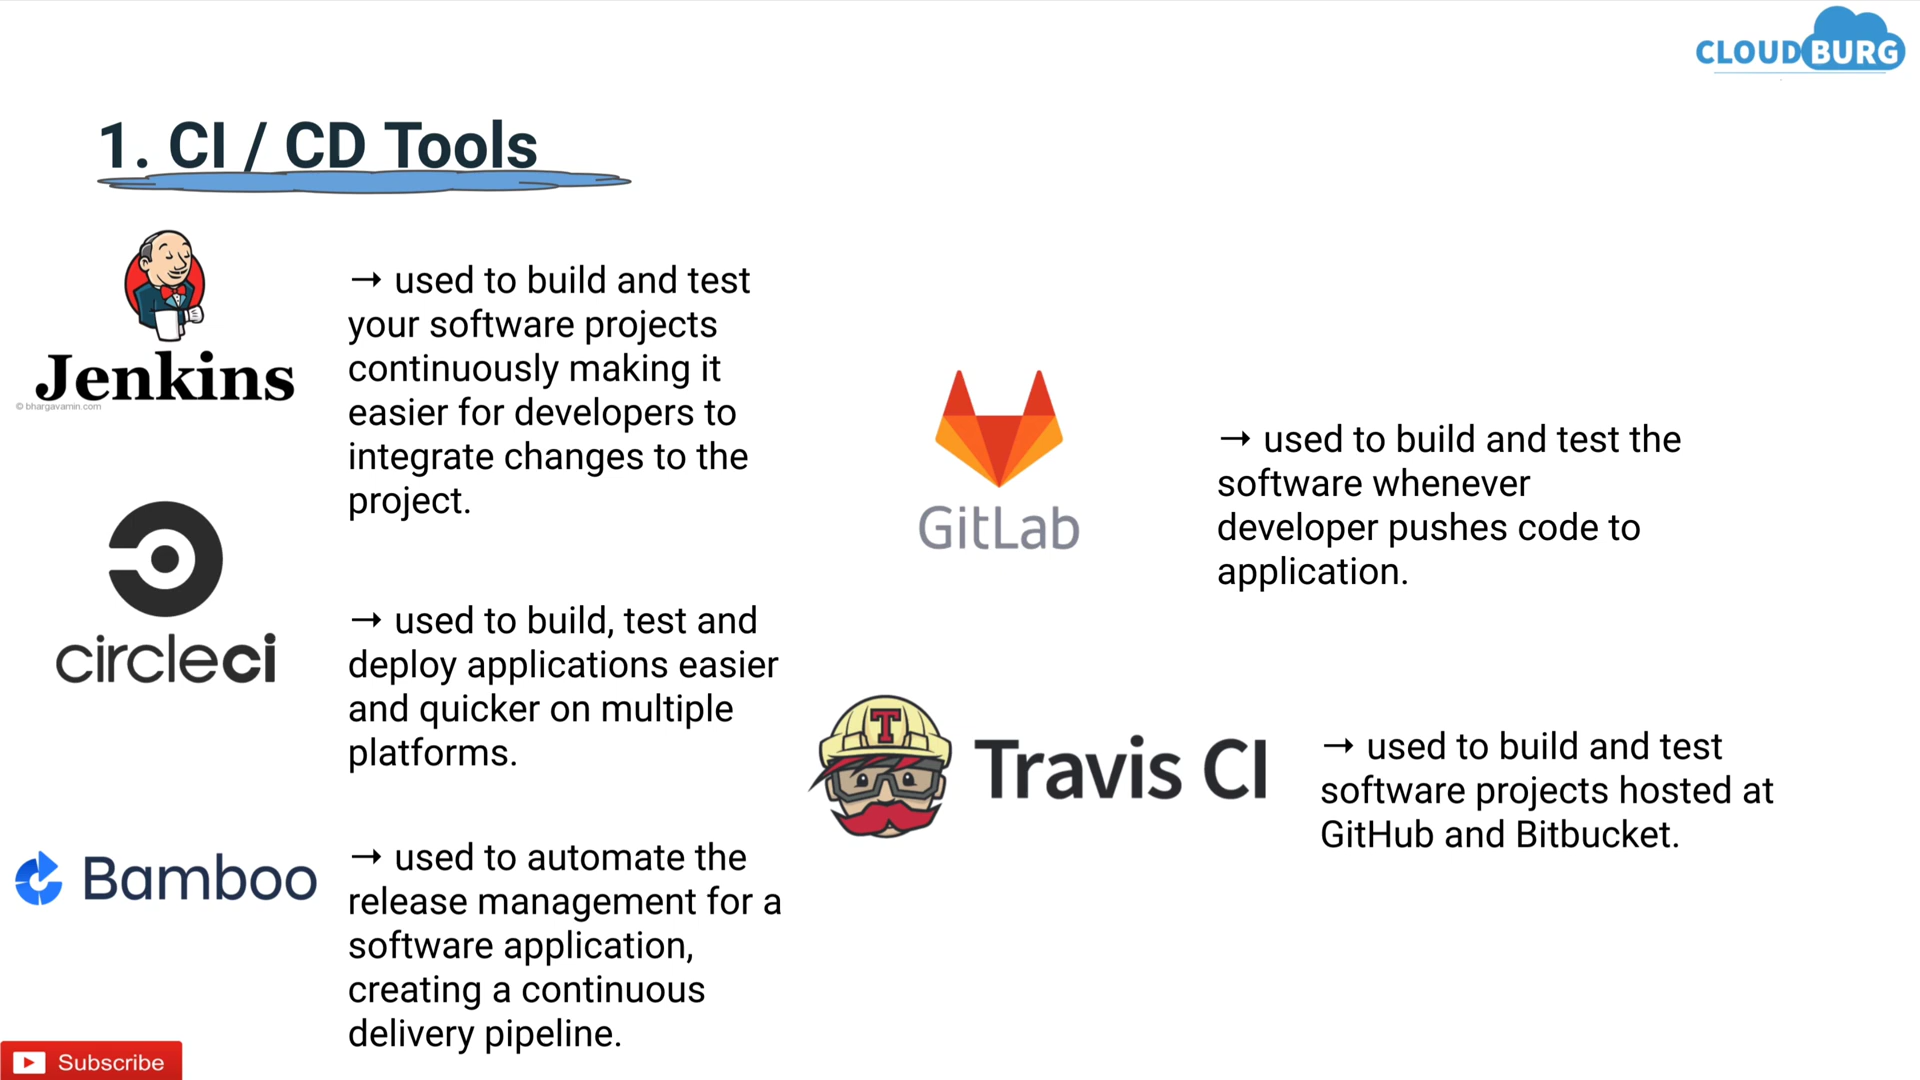 CLOUDBURG
1. CI / CD Tools
Jenkins
© bhargavamin.com
→ used to build and test
your software projects
continuously making it
easier for developers to
integrate changes to the
project.
circleci
→ used to build, test and
deploy applications easier
and quicker on multiple
platforms.
Bamboo
→ used to automate the
release management for a
software application,
creating a continuous
delivery pipeline.
GitLab
→ used to build and test the
software whenever
developer pushes code to
application.
T
Travis CI
→ used to build and test
software projects hosted at
GitHub and Bitbucket.
Subscribe